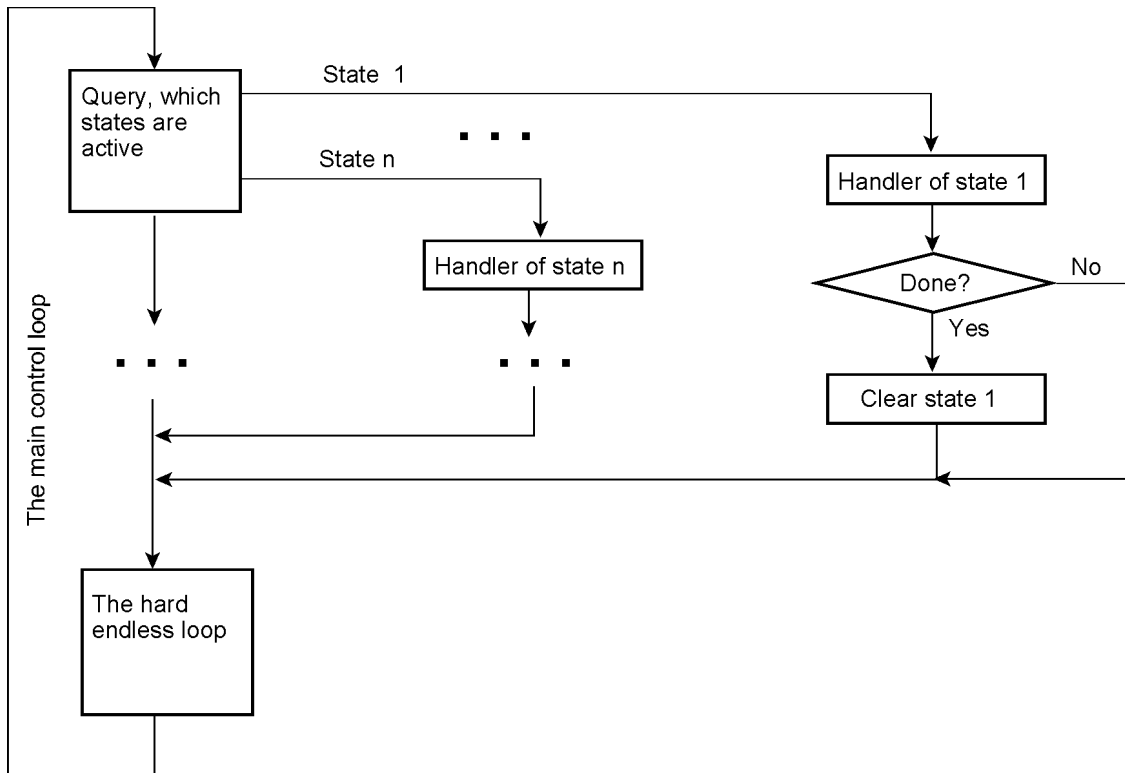 State 1
Query, which
states are
active
State n
Handler of state 1
Handler of state n
Done?
No
Yes
Clear state 1
The main control loop
The hard
endless loop